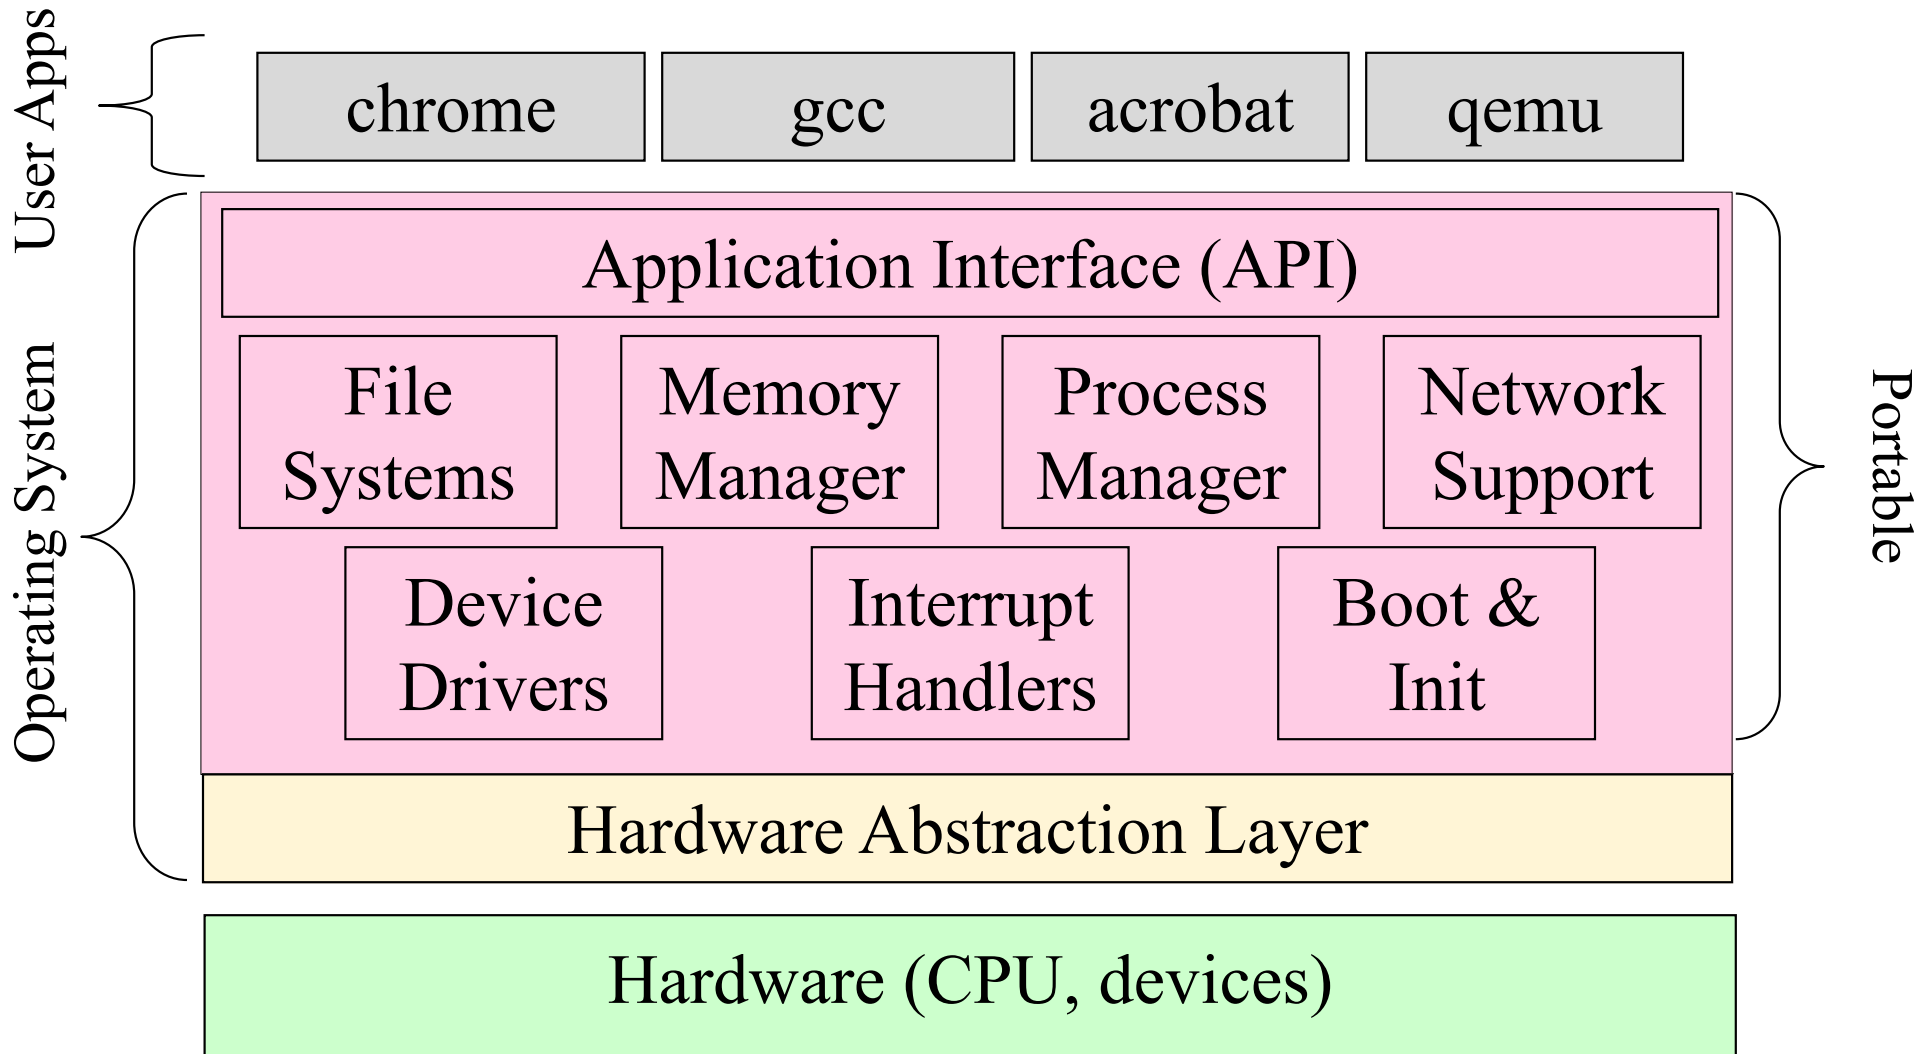 User Apps
chrome
gcc
acrobat
qemu
Operating System
Application Interface (API)
File
Systems
Memory
Manager
Process
Manager
Network
Support
Device
Drivers
Interrupt
Handlers
Boot &
Init
Portable
Hardware Abstraction Layer
Hardware (CPU, devices)